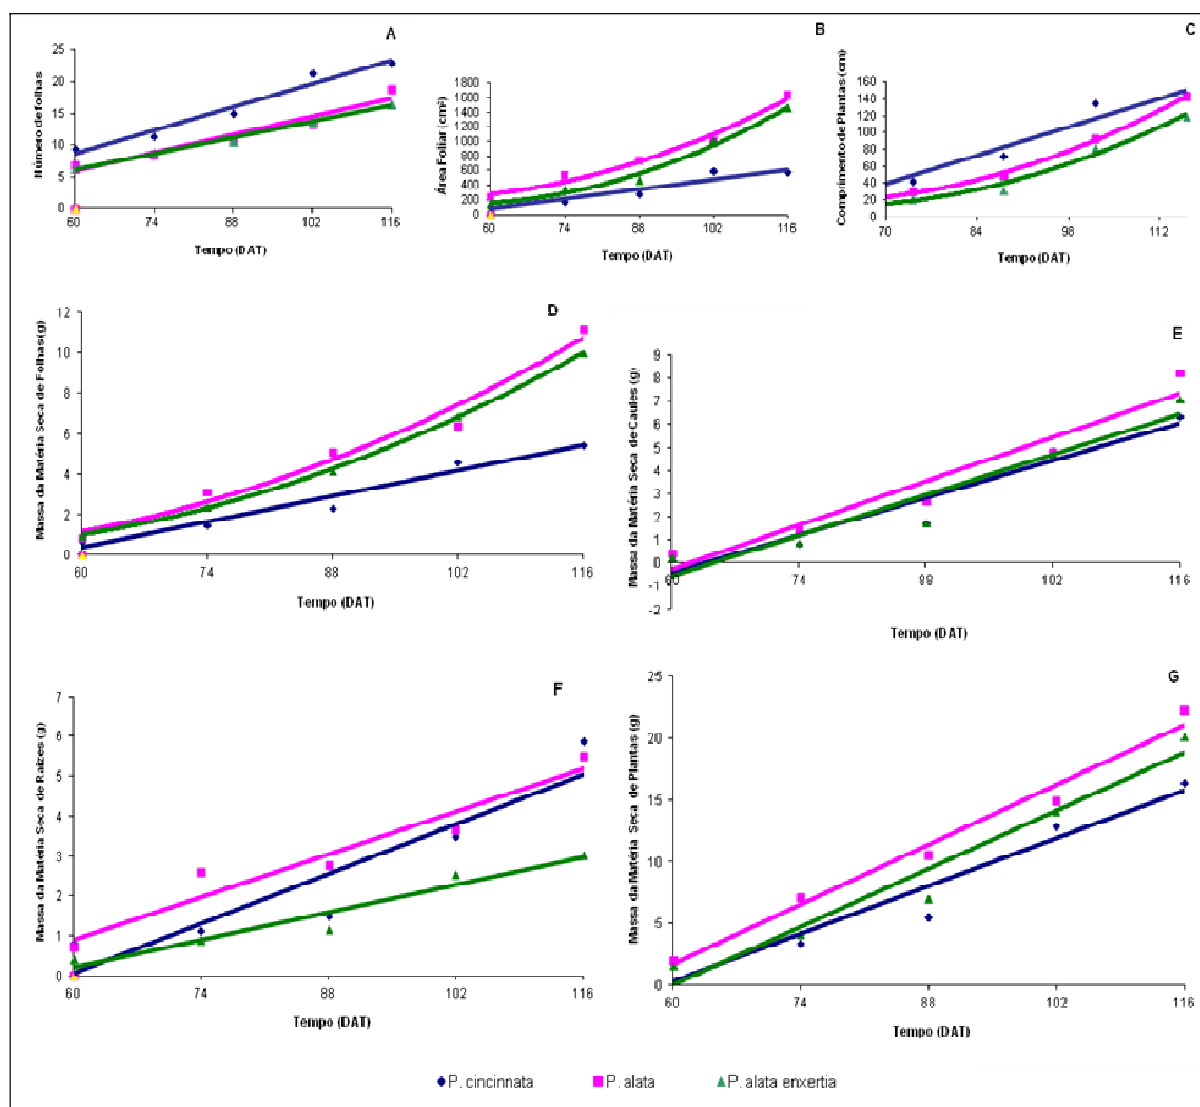 A
Número de folhas
25
20
15
10
5
0
60 74 88 102 116
Tempo (DAT)
B
Área Foliar (cm²)
1800
1600
1400
1200
1000
800
600
400
200
0
60 74 88 102 116
Tempo (DAT)
C
Comprimento de Plantas (cm)
160
140
120
100
80
60
40
20
0
70 84 98 112
Tempo (DAT)
D
Massa da Matéria Seca de Folhas (g)
12
10
8
6
4
2
0
60 74 88 102 116
Tempo (DAT)
E
Massa da Matéria Seca de Caules (g)
9
8
7
6
5
4
3
2
1
0
-1
-2
60 74 88 102 116
Tempo (DAT)
F
Massa da Matéria Seca de Raízes (g)
7
6
5
4
3
2
1
0
60 74 88 102 116
Tempo (DAT)
G
Massa da Matéria Seca de Plantas (g)
25
20
15
10
5
0
60 74 88 102 116
Tempo (DAT)
P. cincinnata P. alata P. alata enxertia